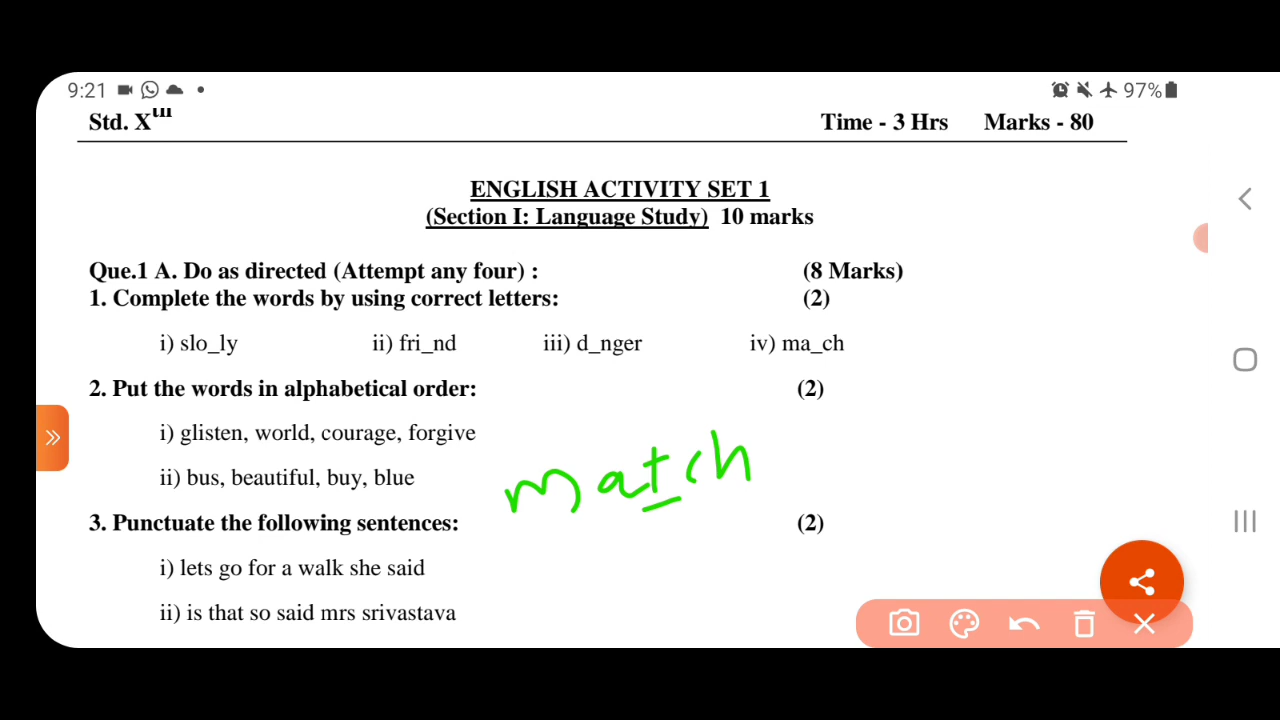 9:21 97%
Std. Xth Time - 3 Hrs Marks - 80
ENGLISH ACTIVITY SET 1
(Section I: Language Study) 10 marks
Que.1 A. Do as directed (Attempt any four) : (8 Marks)
1. Complete the words by using correct letters: (2)
i) slo_ly ii) fri_nd iii) d_nger iv) ma_ch
2. Put the words in alphabetical order: (2)
i) glisten, world, courage, forgive
ii) bus, beautiful, buy, blue
match
3. Punctuate the following sentences: (2)
i) lets go for a walk she said
ii) is that so said mrs srivastava